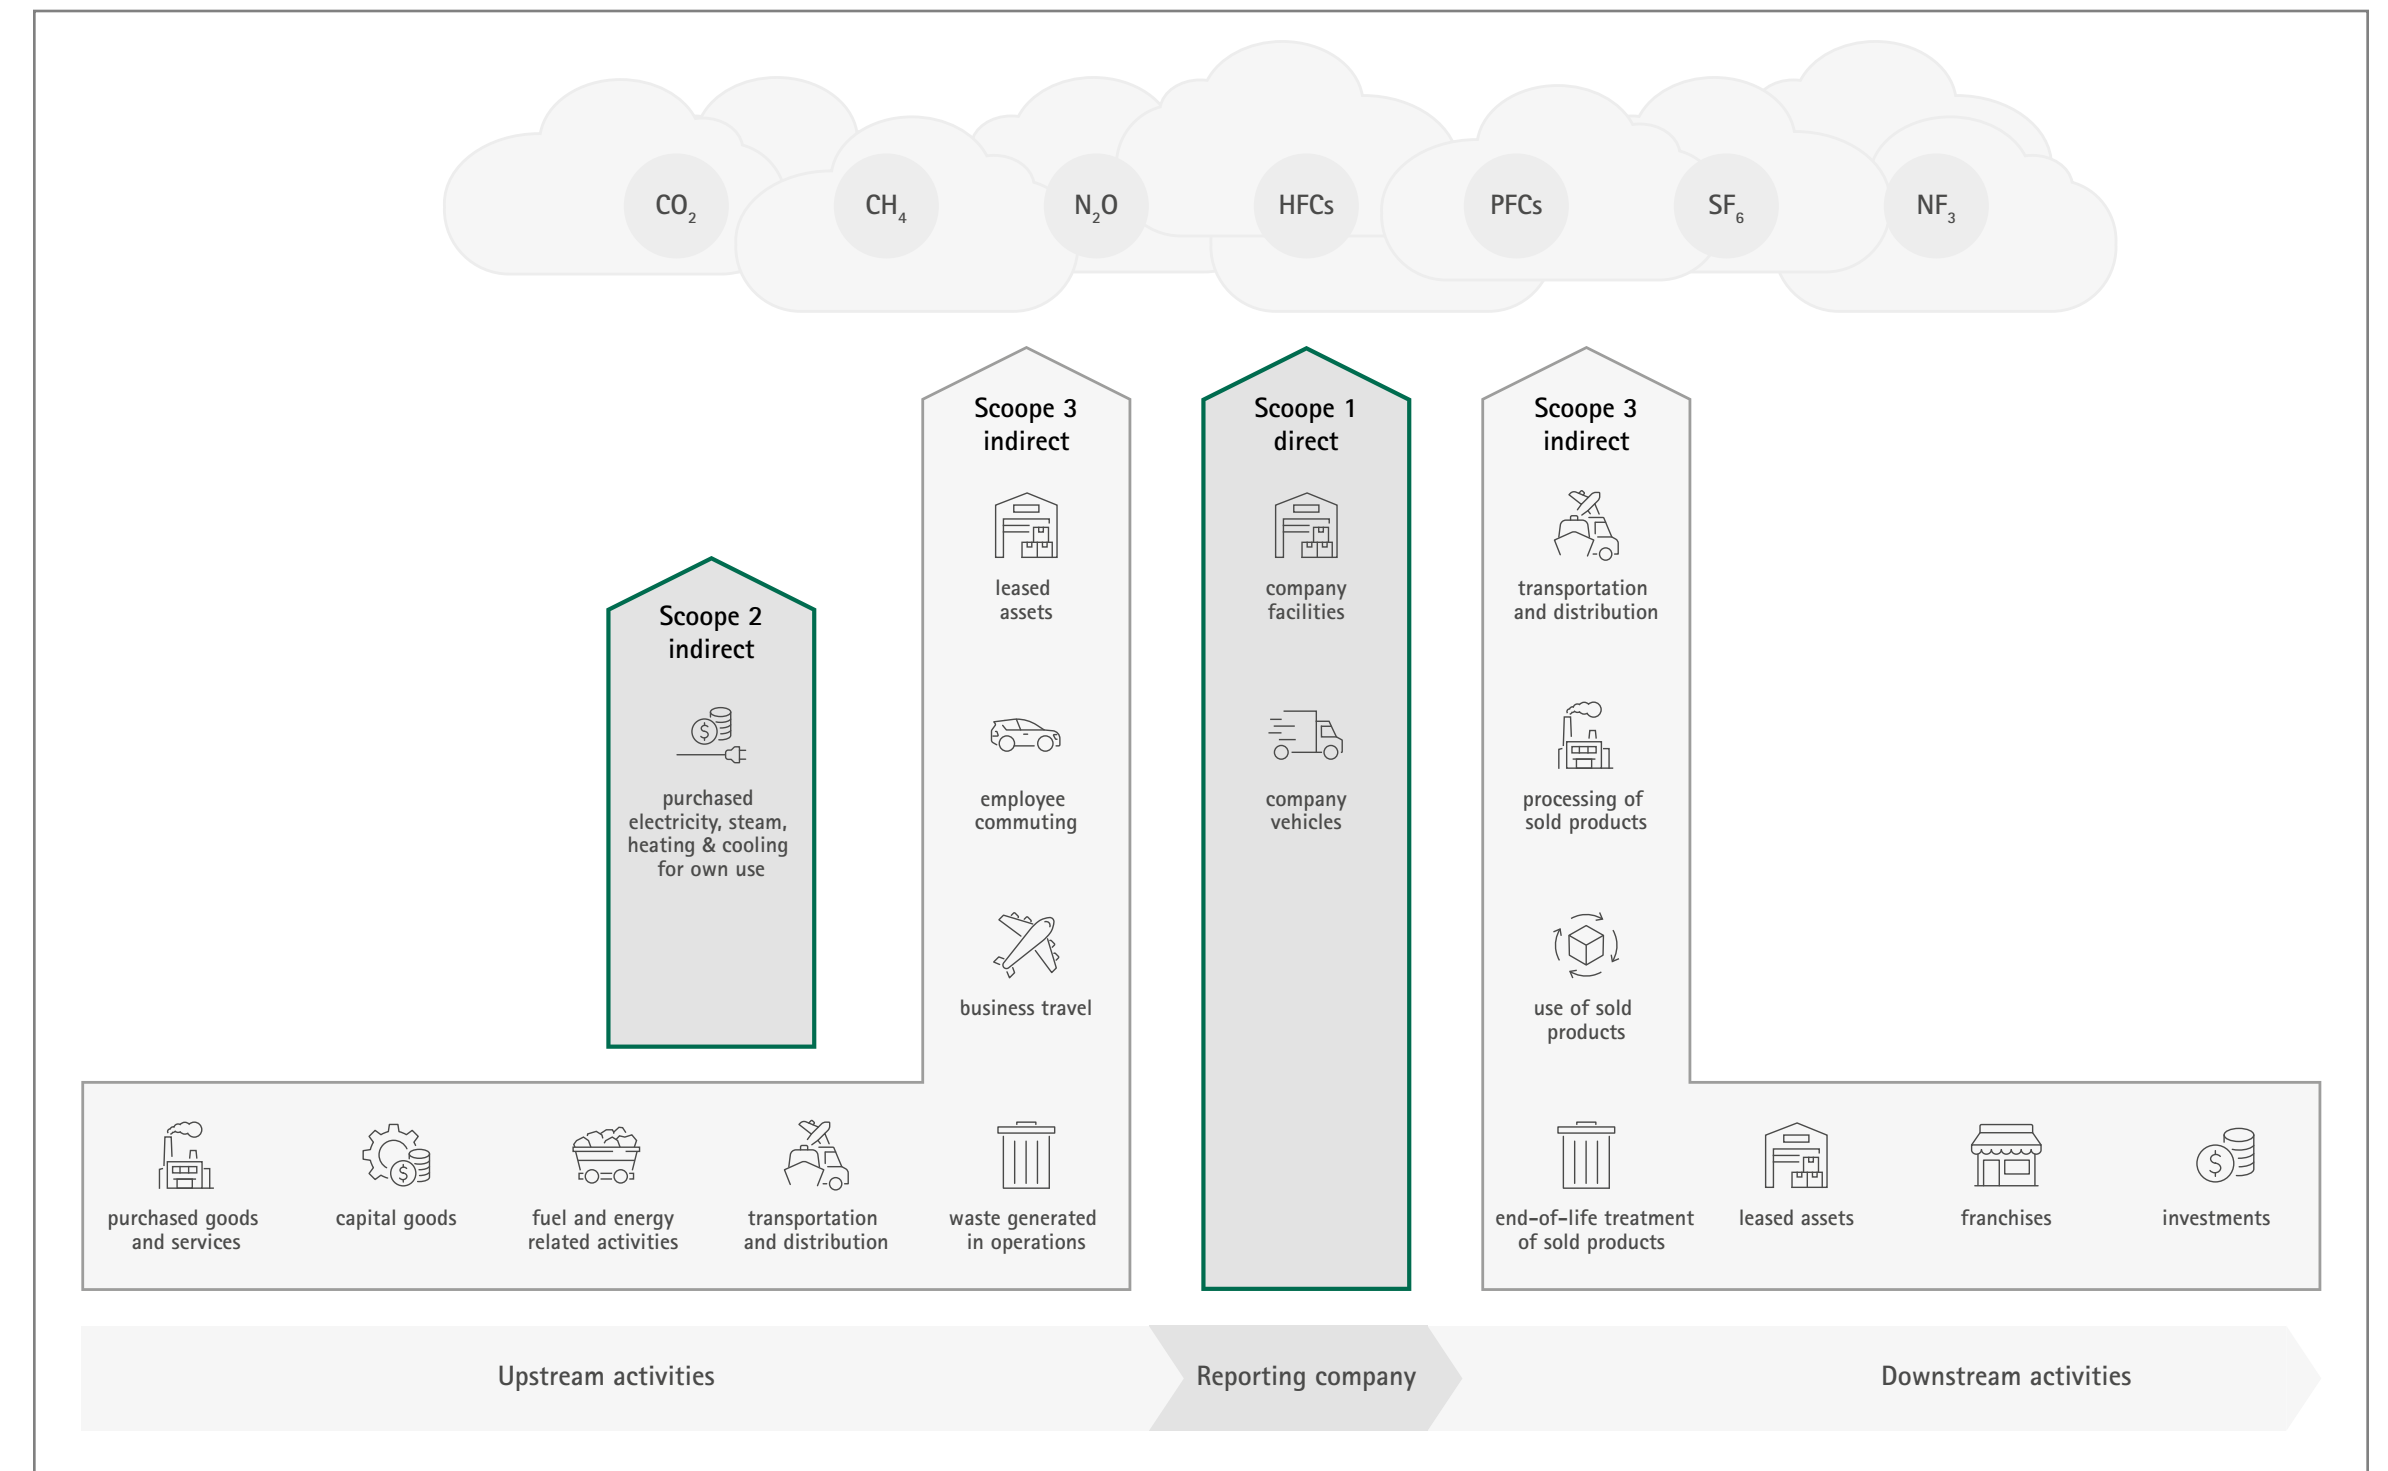 CO2
CH4
N2O
HFCs
PFCs
SF6
NF3
Scoope 2
indirect
purchased
electricity, steam,
heating & cooling
for own use
Scoope 3
indirect
leased
assets
employee
commuting
business travel
Scoope 1
direct
company
facilities
company
vehicles
Scoope 3
indirect
transportation
and distribution
processing of
sold products
use of sold
products
purchased goods
and services
capital goods
fuel and energy
related activities
transportation
and distribution
waste generated
in operations
end-of-life treatment
of sold products
leased assets
franchises
investments
Upstream activities
Reporting company
Downstream activities